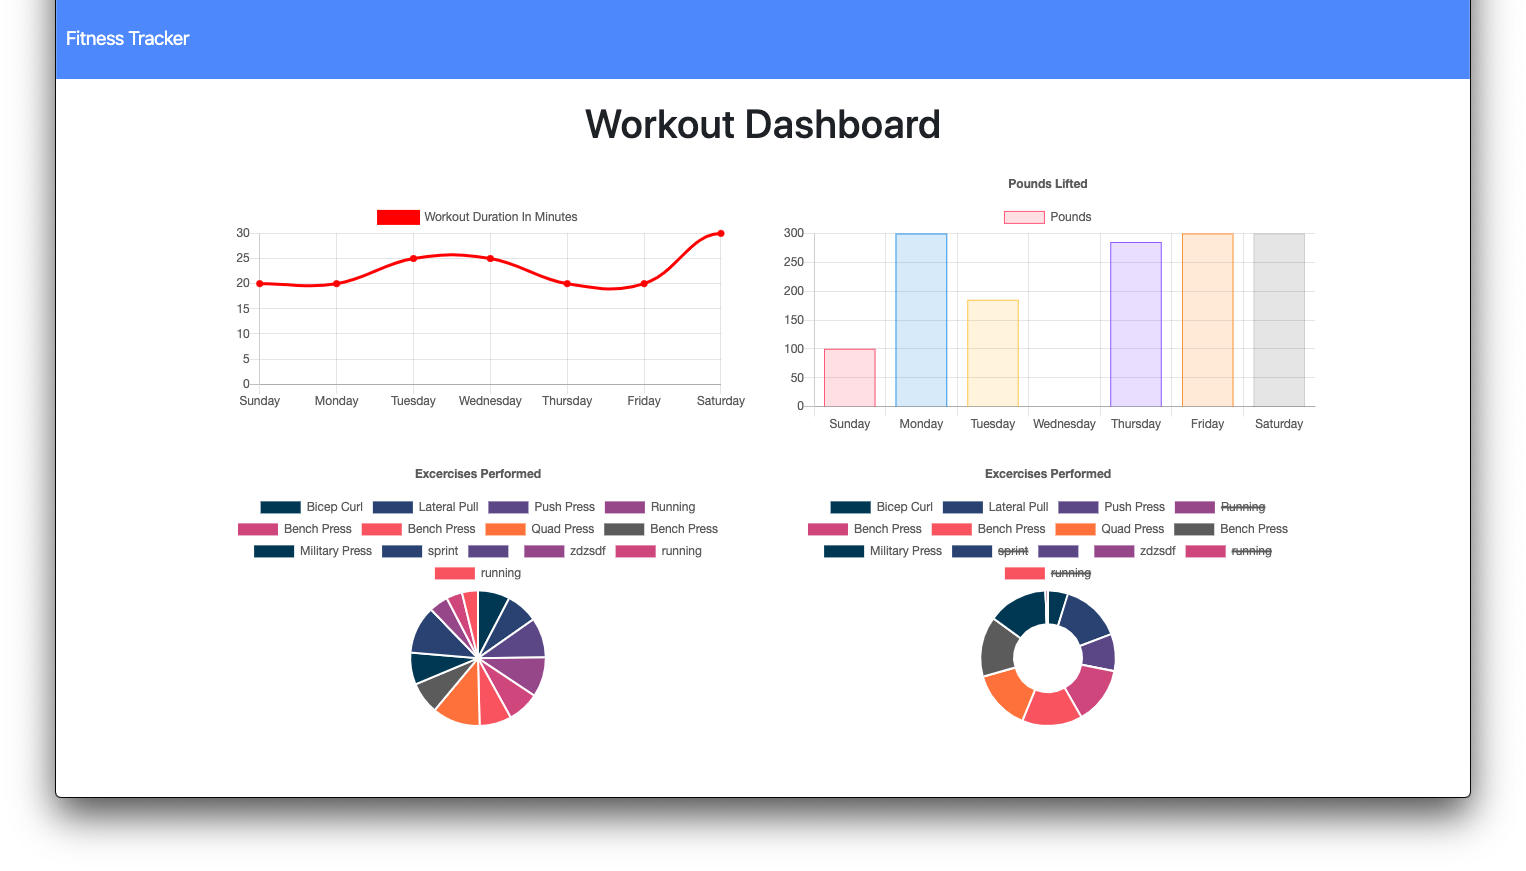 Fitness Tracker
Workout Dashboard
Workout Duration In Minutes
30
25
20
15
10
5
0
Sunday Monday Tuesday Wednesday Thursday Friday Saturday
Pounds Lifted
Pounds
300
250
200
150
100
50
0
Sunday Monday Tuesday Wednesday Thursday Friday Saturday
Excercises Performed
Bicep Curl Lateral Pull Push Press Running
Bench Press Bench Press Quad Press Bench Press
Military Press sprint zdzsdf running
running
Excercises Performed
Bicep Curl Lateral Pull Push Press Running
Bench Press Bench Press Quad Press Bench Press
Military Press sprint zdzsdf running
running